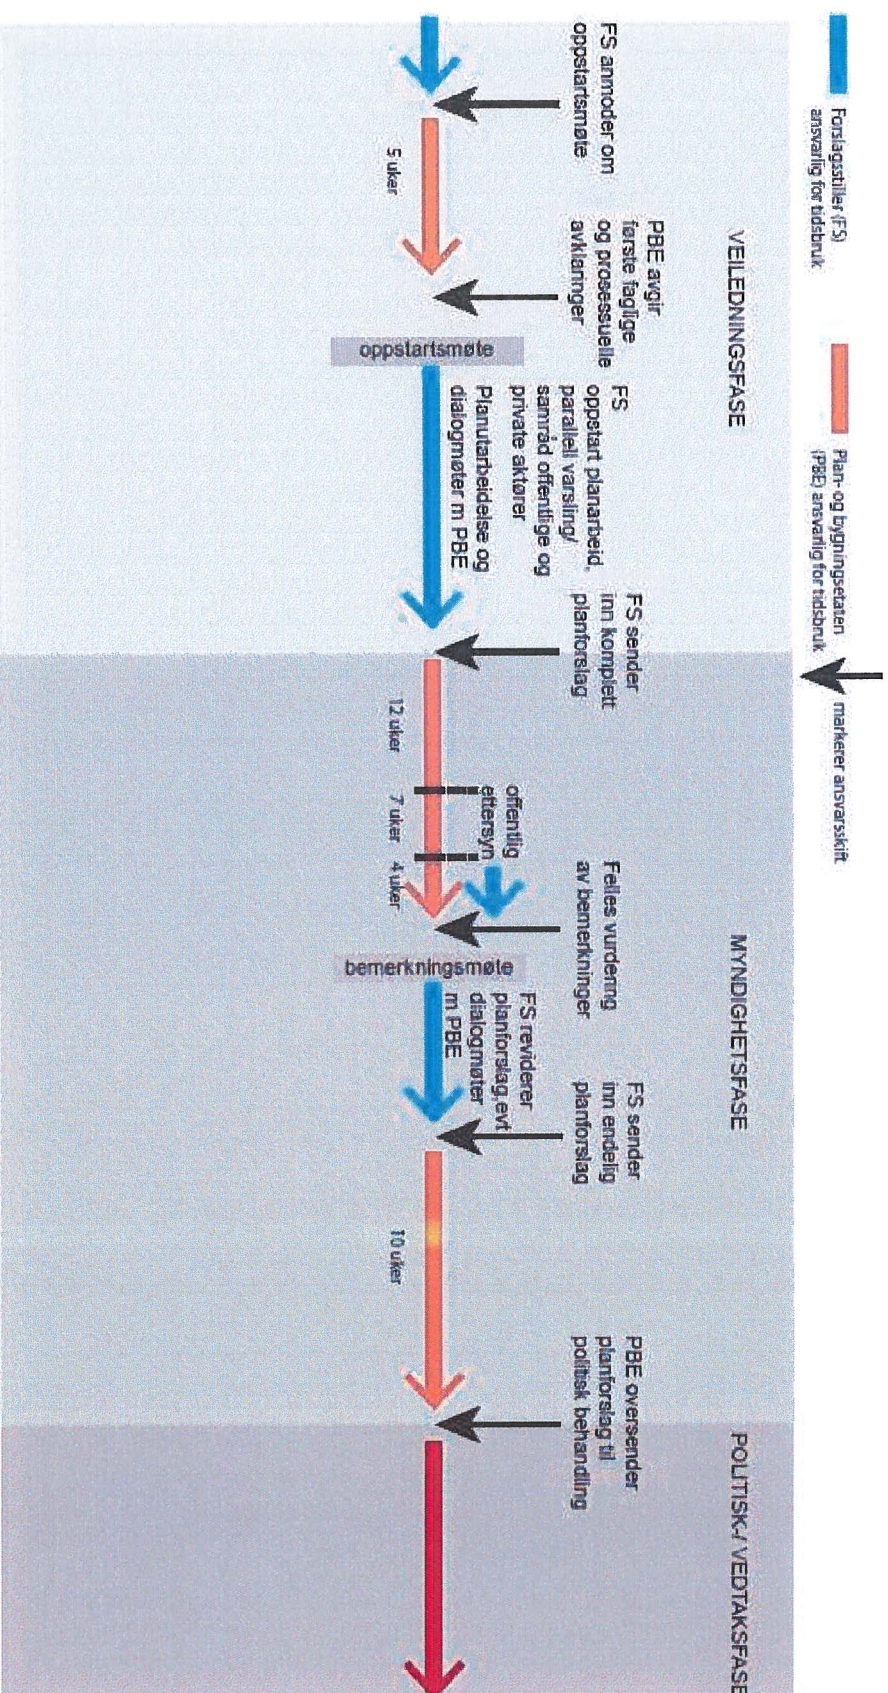 Forslagsstiller (FS)
ansvarlig for tidsbruk
Plan- og bygningsetaten
(PBE) ansvarlig for tidsbruk
markerer ansvarsskift
VEILEDNINGSFASE
MYNDIGHETSFASE
POLITISK-/ VEDTAKSFASE
FS anmoder om
oppstartsmøte
PBE avgir
første faglige
og prosessuelle
avklaringer
FS sender
inn komplett
planforslag
Felles vurdering
av bemerkninger
FS sender
inn endelig
planforslag
PBE oversender
planforslag til
politisk behandling
FS
oppstart planarbeid,
parallell varsling/
samråd offentlige og
private aktører
Planutarbeidelse og
dialogmøter m PBE
offentlig
ettersyn
FS reviderer
planforslag,evt
dialogmøter
m PBE
oppstartsmøte
bemerkningsmøte
5 uker
12 uker
7 uker
4 uker
10 uker